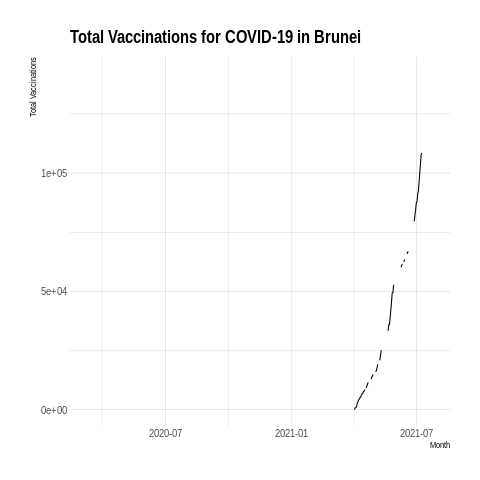 Total Vaccinations for COVID-19 in Brunei
Total Vaccinations
1e+05
5e+04
0e+00
2020-07 2021-01 2021-07
Month